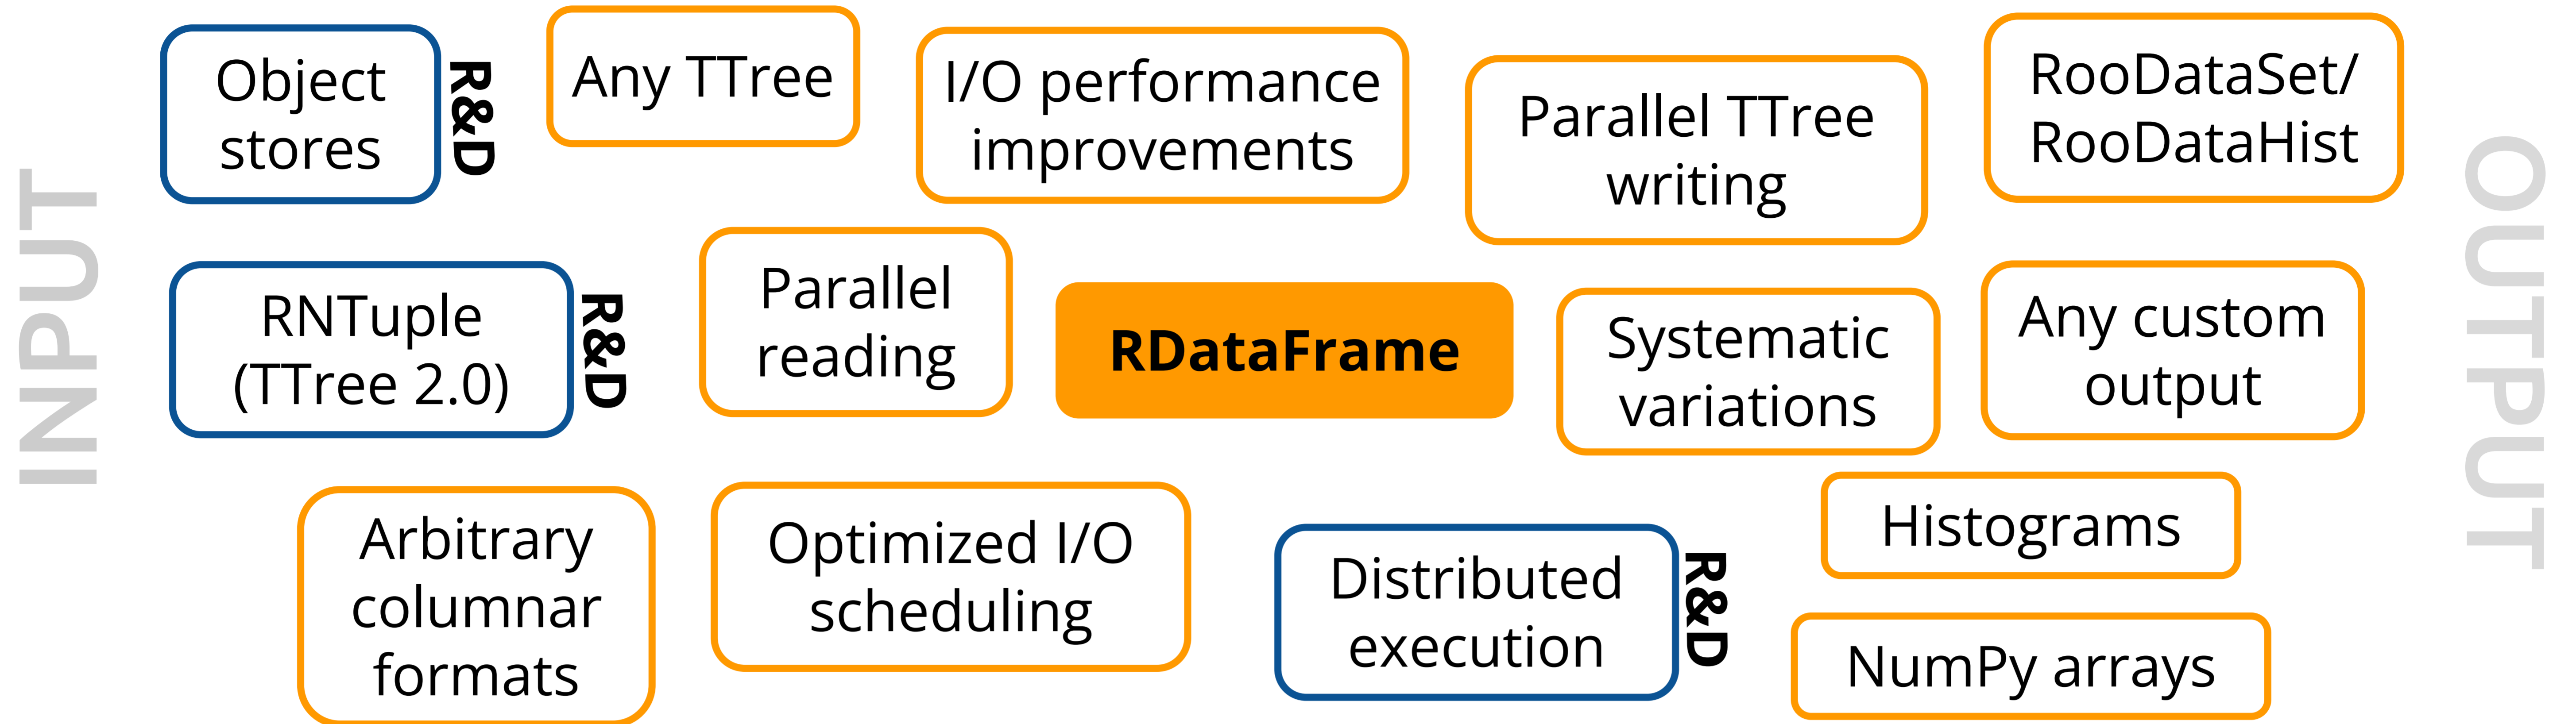 INPUT
Object
stores
R&D
Any TTree
I/O performance
improvements
Parallel TTree
writing
RooDataSet/
RooDataHist
RNTuple
(TTree 2.0)
R&D
Parallel
reading
RDataFrame
Systematic
variations
Any custom
output
Arbitrary
columnar
formats
Optimized I/O
scheduling
Distributed
execution
R&D
Histograms
NumPy arrays
OUTPUT